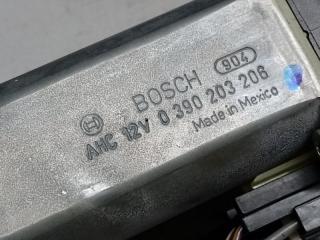 BOSCH 904
AHC 12V 0 390 203 206
Made in Mexico